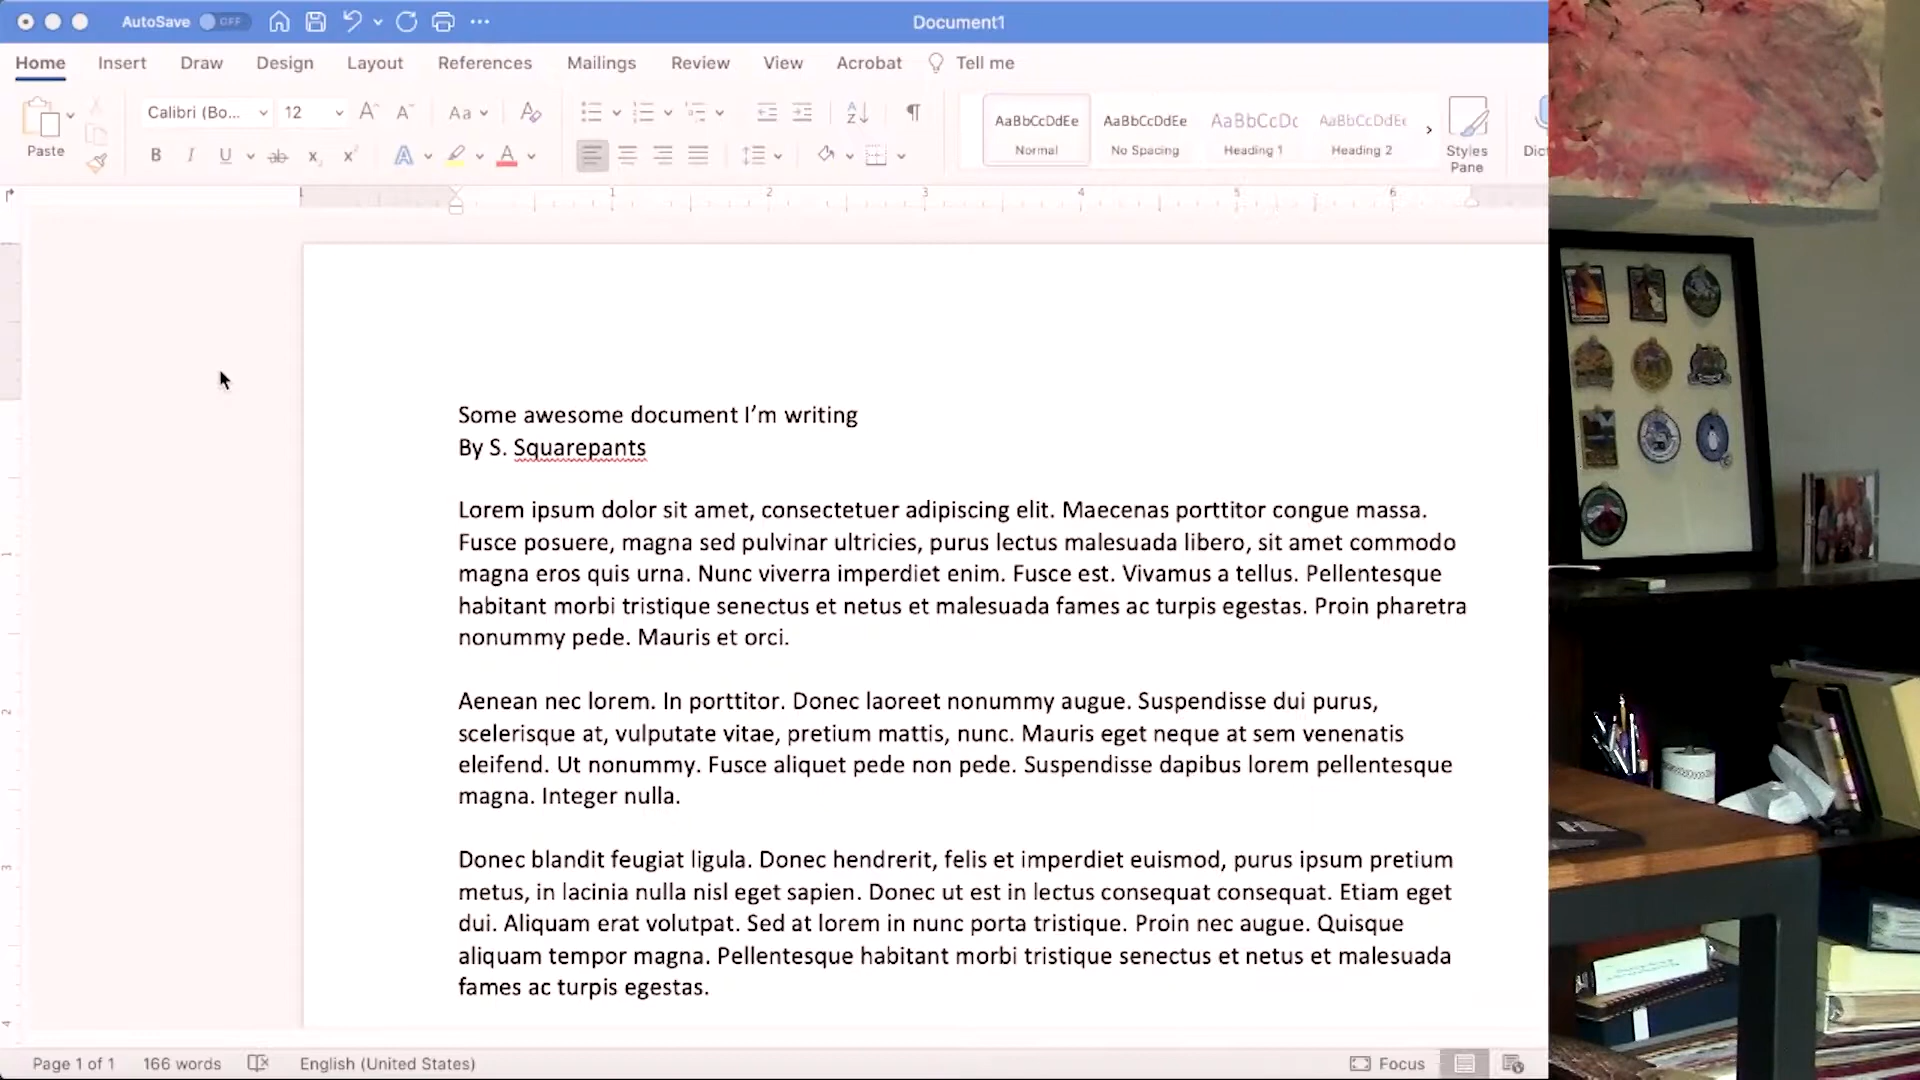 AutoSave OFF Document1
Home Insert Draw Design Layout References Mailings Review View Acrobat Tell me
Paste
Calibri (Bo... 12
Aa
AaBbCcDdEe
Normal
AaBbCcDdEe
No Spacing
AaBbCcDc
Heading 1
AaBbCcDdEe
Heading 2
Styles
Pane
Dict
1 1 2 3 4 5 6
Some awesome document I’m writing
By S. Squarepants
Lorem ipsum dolor sit amet, consectetuer adipiscing elit. Maecenas porttitor congue massa.
Fusce posuere, magna sed pulvinar ultricies, purus lectus malesuada libero, sit amet commodo
magna eros quis urna. Nunc viverra imperdiet enim. Fusce est. Vivamus a tellus. Pellentesque
habitant morbi tristique senectus et netus et malesuada fames ac turpis egestas. Proin pharetra
nonummy pede. Mauris et orci.
Aenean nec lorem. In porttitor. Donec laoreet nonummy augue. Suspendisse dui purus,
scelerisque at, vulputate vitae, pretium mattis, nunc. Mauris eget neque at sem venenatis
eleifend. Ut nonummy. Fusce aliquet pede non pede. Suspendisse dapibus lorem pellentesque
magna. Integer nulla.
Donec blandit feugiat ligula. Donec hendrerit, felis et imperdiet euismod, purus ipsum pretium
metus, in lacinia nulla nisl eget sapien. Donec ut est in lectus consequat consequat. Etiam eget
dui. Aliquam erat volutpat. Sed at lorem in nunc porta tristique. Proin nec augue. Quisque
aliquam tempor magna. Pellentesque habitant morbi tristique senectus et netus et malesuada
fames ac turpis egestas.
Page 1 of 1 166 words English (United States) Focus